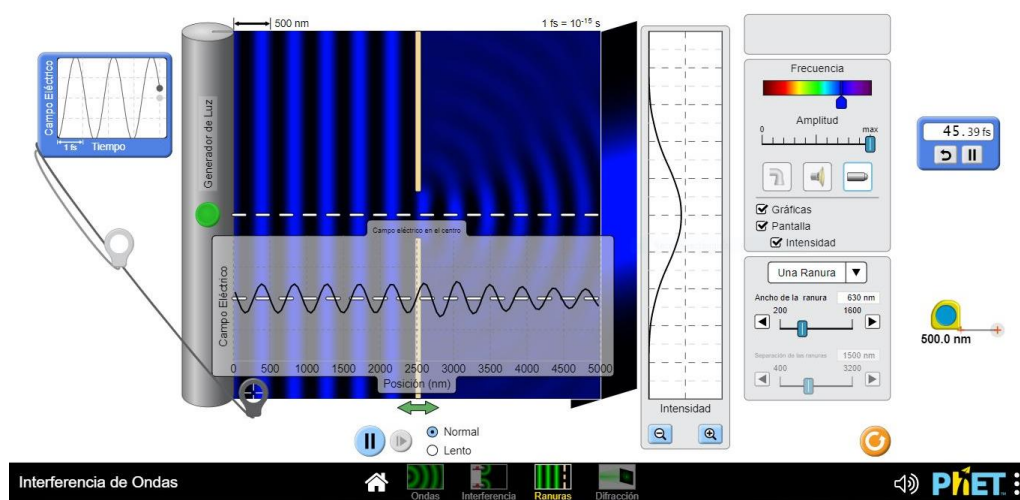 500 nm
1 fs = 10⁻¹⁵ s
Campo Eléctrico
1 fs
Tiempo
Generador de Luz
Campo eléctrico en el centro
Campo Eléctrico
0 500 1000 1500 2000 2500 3000 3500 4000 4500 5000
Posición (nm)
Normal
Lento
Intensidad
Frecuencia
Amplitud
0 max
Gráficas
Pantalla
Intensidad
Una Ranura
Ancho de la ranura 630 nm
200 1600
Separación de las ranuras 1500 nm
400 3200
45.39 fs
500.0 nm
Interferencia de Ondas
Ondas
Interferencia
Ranuras
Difracción
PhET